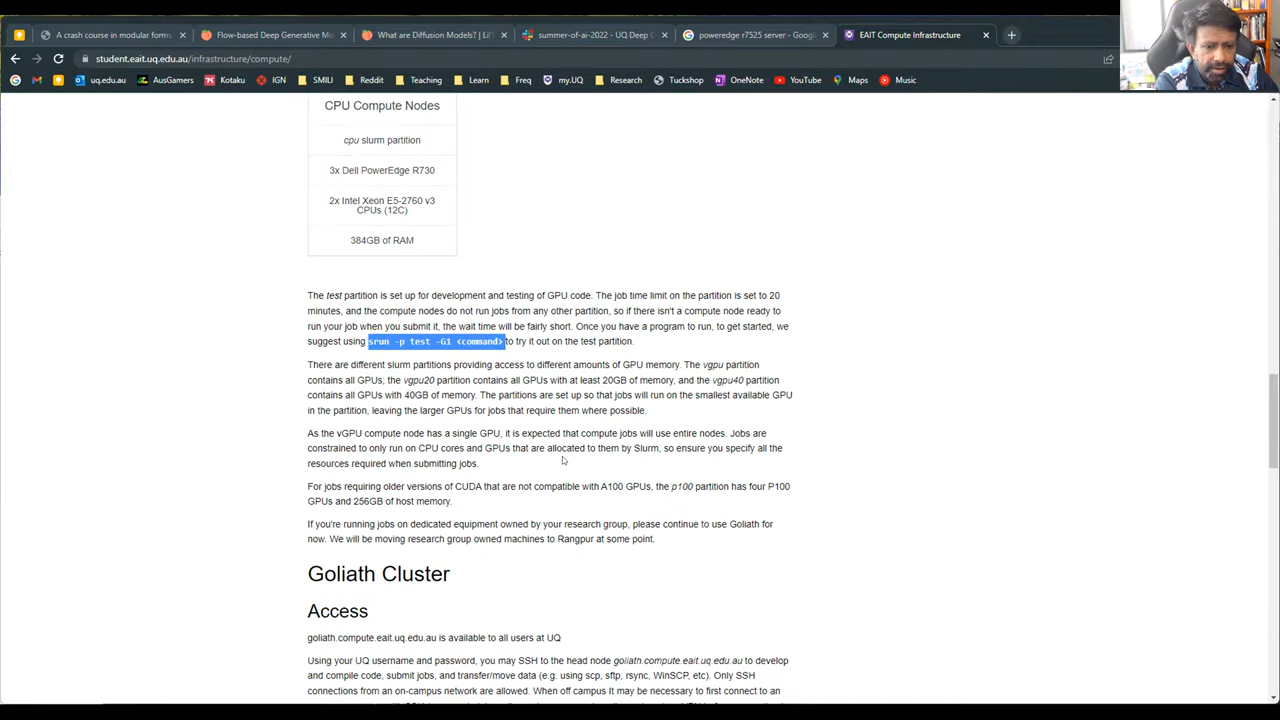 A crash course in modular forms
Flow-based Deep Generative Mo
What are Diffusion Models? | Lil'
summer-of-ai-2022 - UQ Deep
poweredge r7525 server - Google
EAIT Compute Infrastructure
student.eait.uq.edu.au/infrastructure/compute/
uq.edu.au AusGamers Kotaku IGN SMILI Reddit Teaching Learn Freq my.UQ Research Tuckshop OneNote YouTube Maps Music
CPU Compute Nodes
cpu slurm partition
3x Dell PowerEdge R730
2x Intel Xeon E5-2760 v3
CPUs (12C)
384GB of RAM
The test partition is set up for development and testing of GPU code. The job time limit on the partition is set to 20
minutes, and the compute nodes do not run jobs from any other partition, so if there isn't a compute node ready to
run your job when you submit it, the wait time will be fairly short. Once you have a program to run, to get started, we
suggest using srun -p test -G1 <command> to try it out on the test partition.
There are different slurm partitions providing access to different amounts of GPU memory. The vgpu partition
contains all GPUs; the vgpu20 partition contains all GPUs with at least 20GB of memory, and the vgpu40 partition
contains all GPUs with 40GB of memory. The partitions are set up so that jobs will run on the smallest available GPU
in the partition, leaving the larger GPUs for jobs that require them where possible.
As the vGPU compute node has a single GPU, it is expected that compute jobs will use entire nodes. Jobs are
constrained to only run on CPU cores and GPUs that are allocated to them by Slurm, so ensure you specify all the
resources required when submitting jobs.
For jobs requiring older versions of CUDA that are not compatible with A100 GPUs, the p100 partition has four P100
GPUs and 256GB of host memory.
If you're running jobs on dedicated equipment owned by your research group, please continue to use Goliath for
now. We will be moving research group owned machines to Rangpur at some point.
Goliath Cluster
Access
goliath.compute.eait.uq.edu.au is available to all users at UQ
Using your UQ username and password, you may SSH to the head node goliath.compute.eait.uq.edu.au to develop
and compile code, submit jobs, and transfer/move data (e.g. using scp, sftp, rsync, WinSCP, etc). Only SSH
connections from an on-campus network are allowed. When off campus It may be necessary to first connect to an